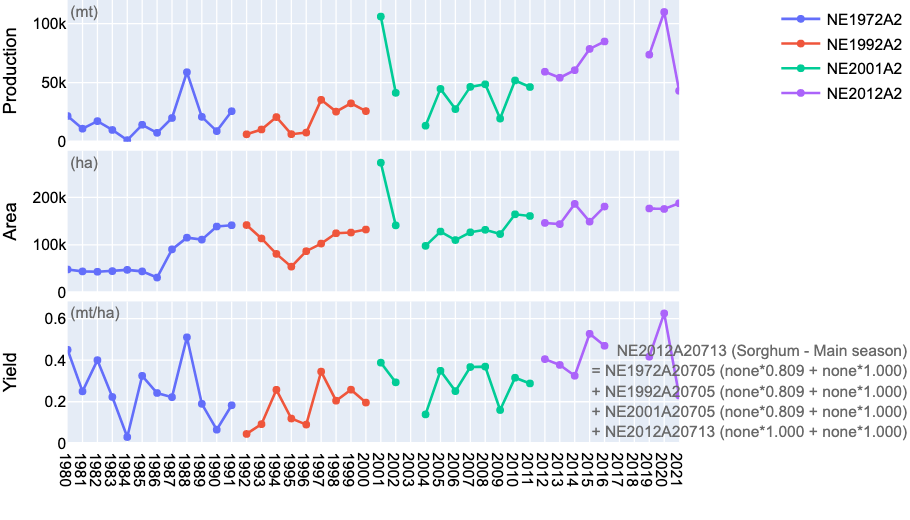 (mt)
100k
50k
0
Production
NE1972A2
NE1992A2
NE2001A2
NE2012A2
(ha)
200k
100k
0
Area
(mt/ha)
0.6
0.4
0.2
0
Yield
NE2012A20713 (Sorghum - Main season)
= NE1972A20705 (none*0.809 + none*1.000)
+ NE1992A20705 (none*0.809 + none*1.000)
+ NE2001A20705 (none*0.809 + none*1.000)
+ NE2012A20713 (none*1.000 + none*1.000)
1980
1981
1982
1983
1984
1985
1986
1987
1988
1989
1990
1991
1992
1993
1994
1995
1996
1997
1998
1999
2000
2001
2002
2003
2004
2005
2006
2007
2008
2009
2010
2011
2012
2013
2014
2015
2016
2017
2018
2019
2020
2021